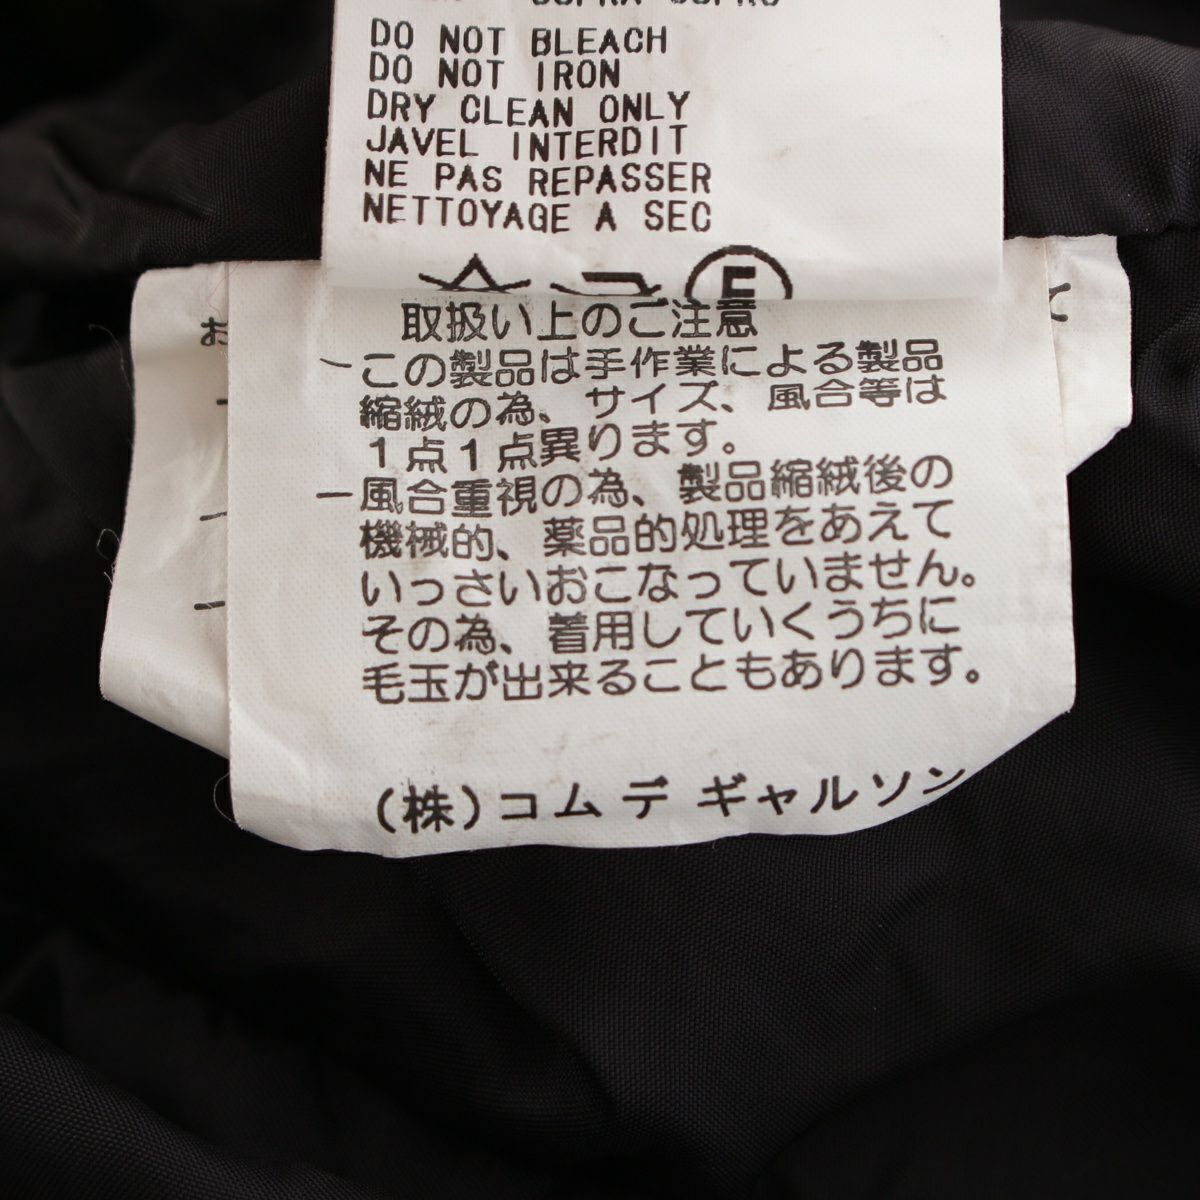 DO NOT BLEACH
DO NOT IRON
DRY CLEAN ONLY
JAVEL INTERDIT
NE PAS REPASSER
NETTOYAGE A SEC
取扱い上のご注意
一この製品は手作業による製品
縮絨の為、サイズ、風合等は
1点1点異ります。
一風合重視の為、製品縮絨後の
機械的、薬品的処理をあえて
いっさいおこなっていません。
その為、着用していくうちに
毛玉が出来ることもあります。
(株)コム デ ギャルソン
お
て